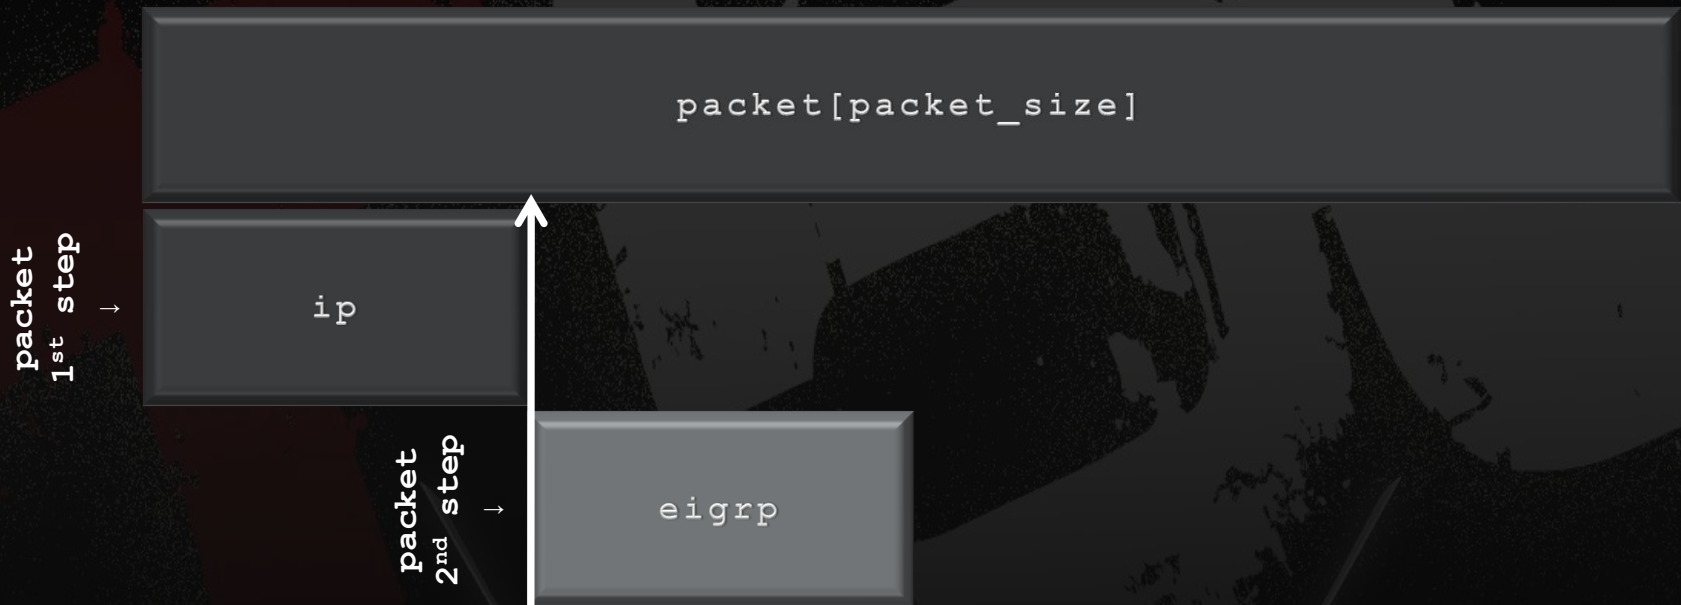 packet[packet_size]
packet
1st step
→
ip
packet
2nd step
→
eigrp